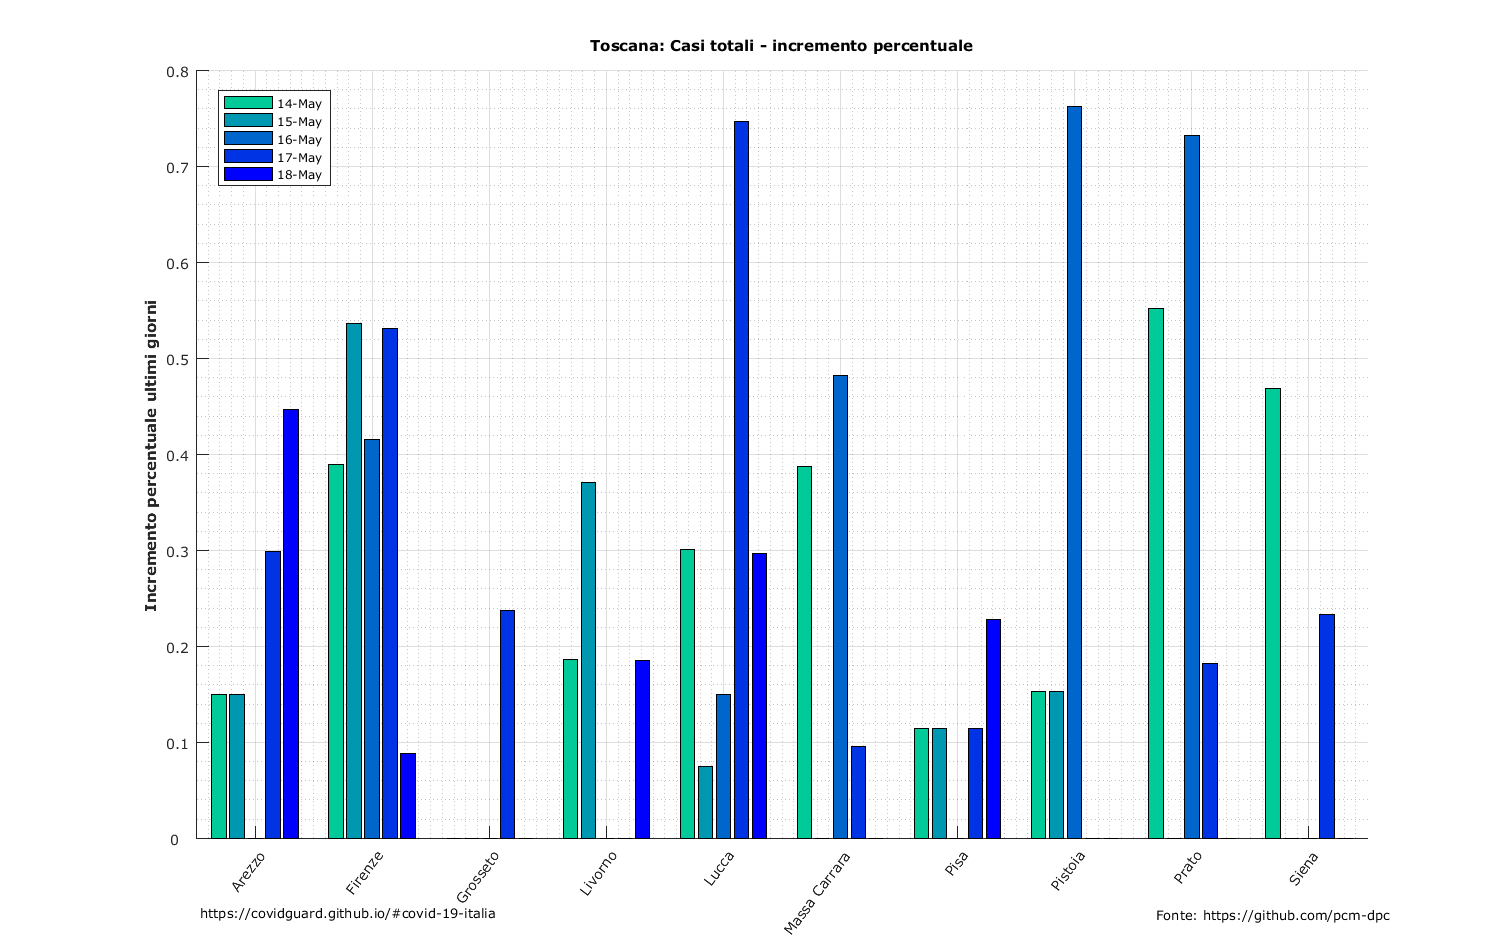 Toscana: Casi totali - incremento percentuale
Incremento percentuale ultimi giorni
0.8
0.7
0.6
0.5
0.4
0.3
0.2
0.1
0
14-May
15-May
16-May
17-May
18-May
Arezzo
Firenze
Grosseto
Livorno
Lucca
Massa Carrara
Pisa
Pistoia
Prato
Siena
https://covidguard.github.io/#covid-19-italia
Fonte: https://github.com/pcm-dpc